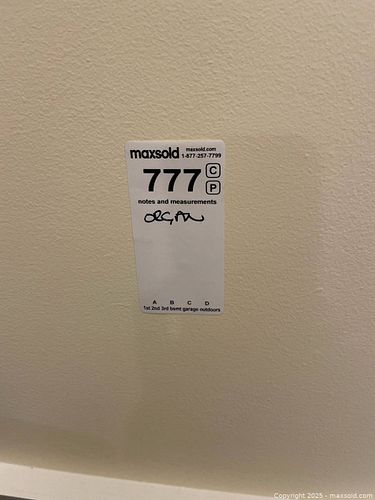 maxsold maxsold.com
1-877-257-7799
777 C
P
notes and measurements
ORGAN
A B C D
1st 2nd 3rd bsmt garage outdoors
Copyright 2025 - maxsold.com